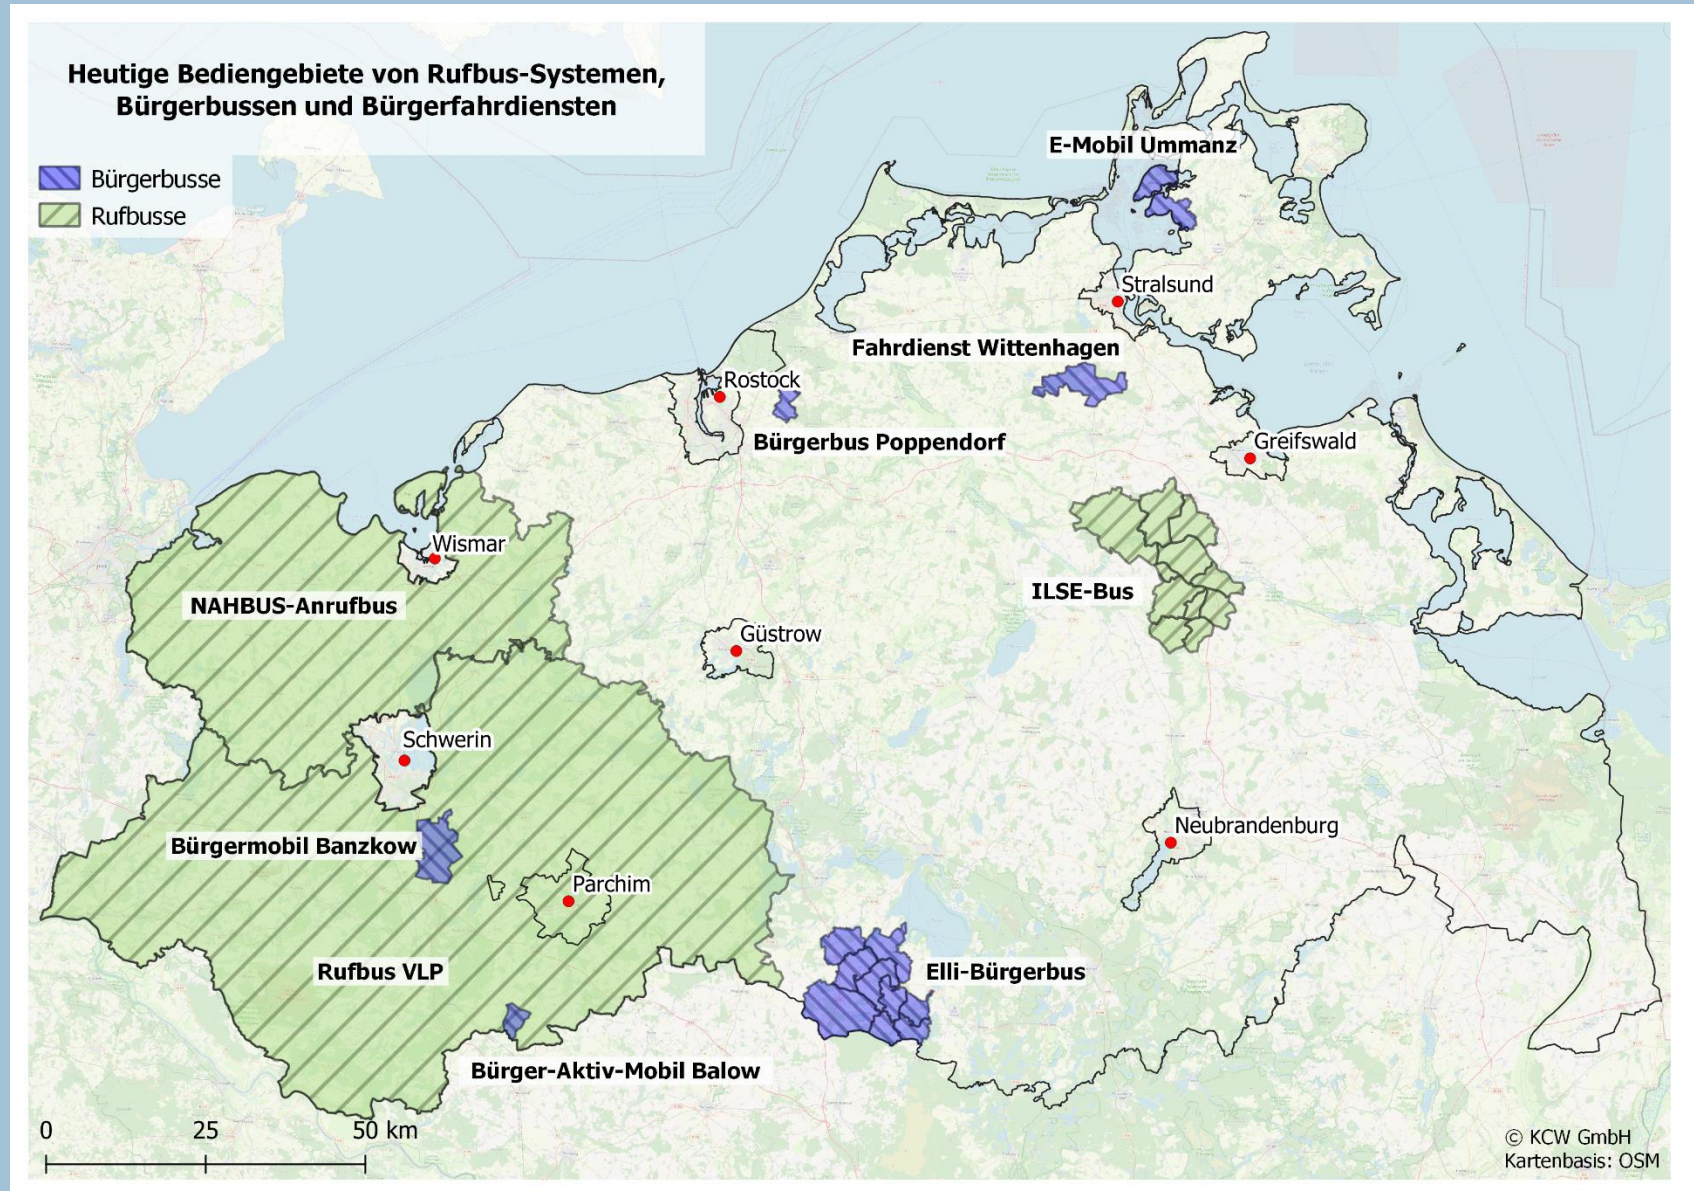 Heutige Bediengebiete von Rufbus-Systemen,
Bürgerbussen und Bürgerfahrdiensten
Bürgerbusse
Rufbusse
E-Mobil Ummanz
Stralsund
Fahrdienst Wittenhagen
Rostock
Bürgerbus Poppendorf
Greifswald
Wismar
NAHBUS-Anrufbus
ILSE-Bus
Güstrow
Schwerin
Neubrandenburg
Bürgermobil Banzkow
Parchim
Rufbus VLP
Elli-Bürgerbus
Bürger-Aktiv-Mobil Balow
0 25 50 km
© KCW GmbH
Kartenbasis: OSM